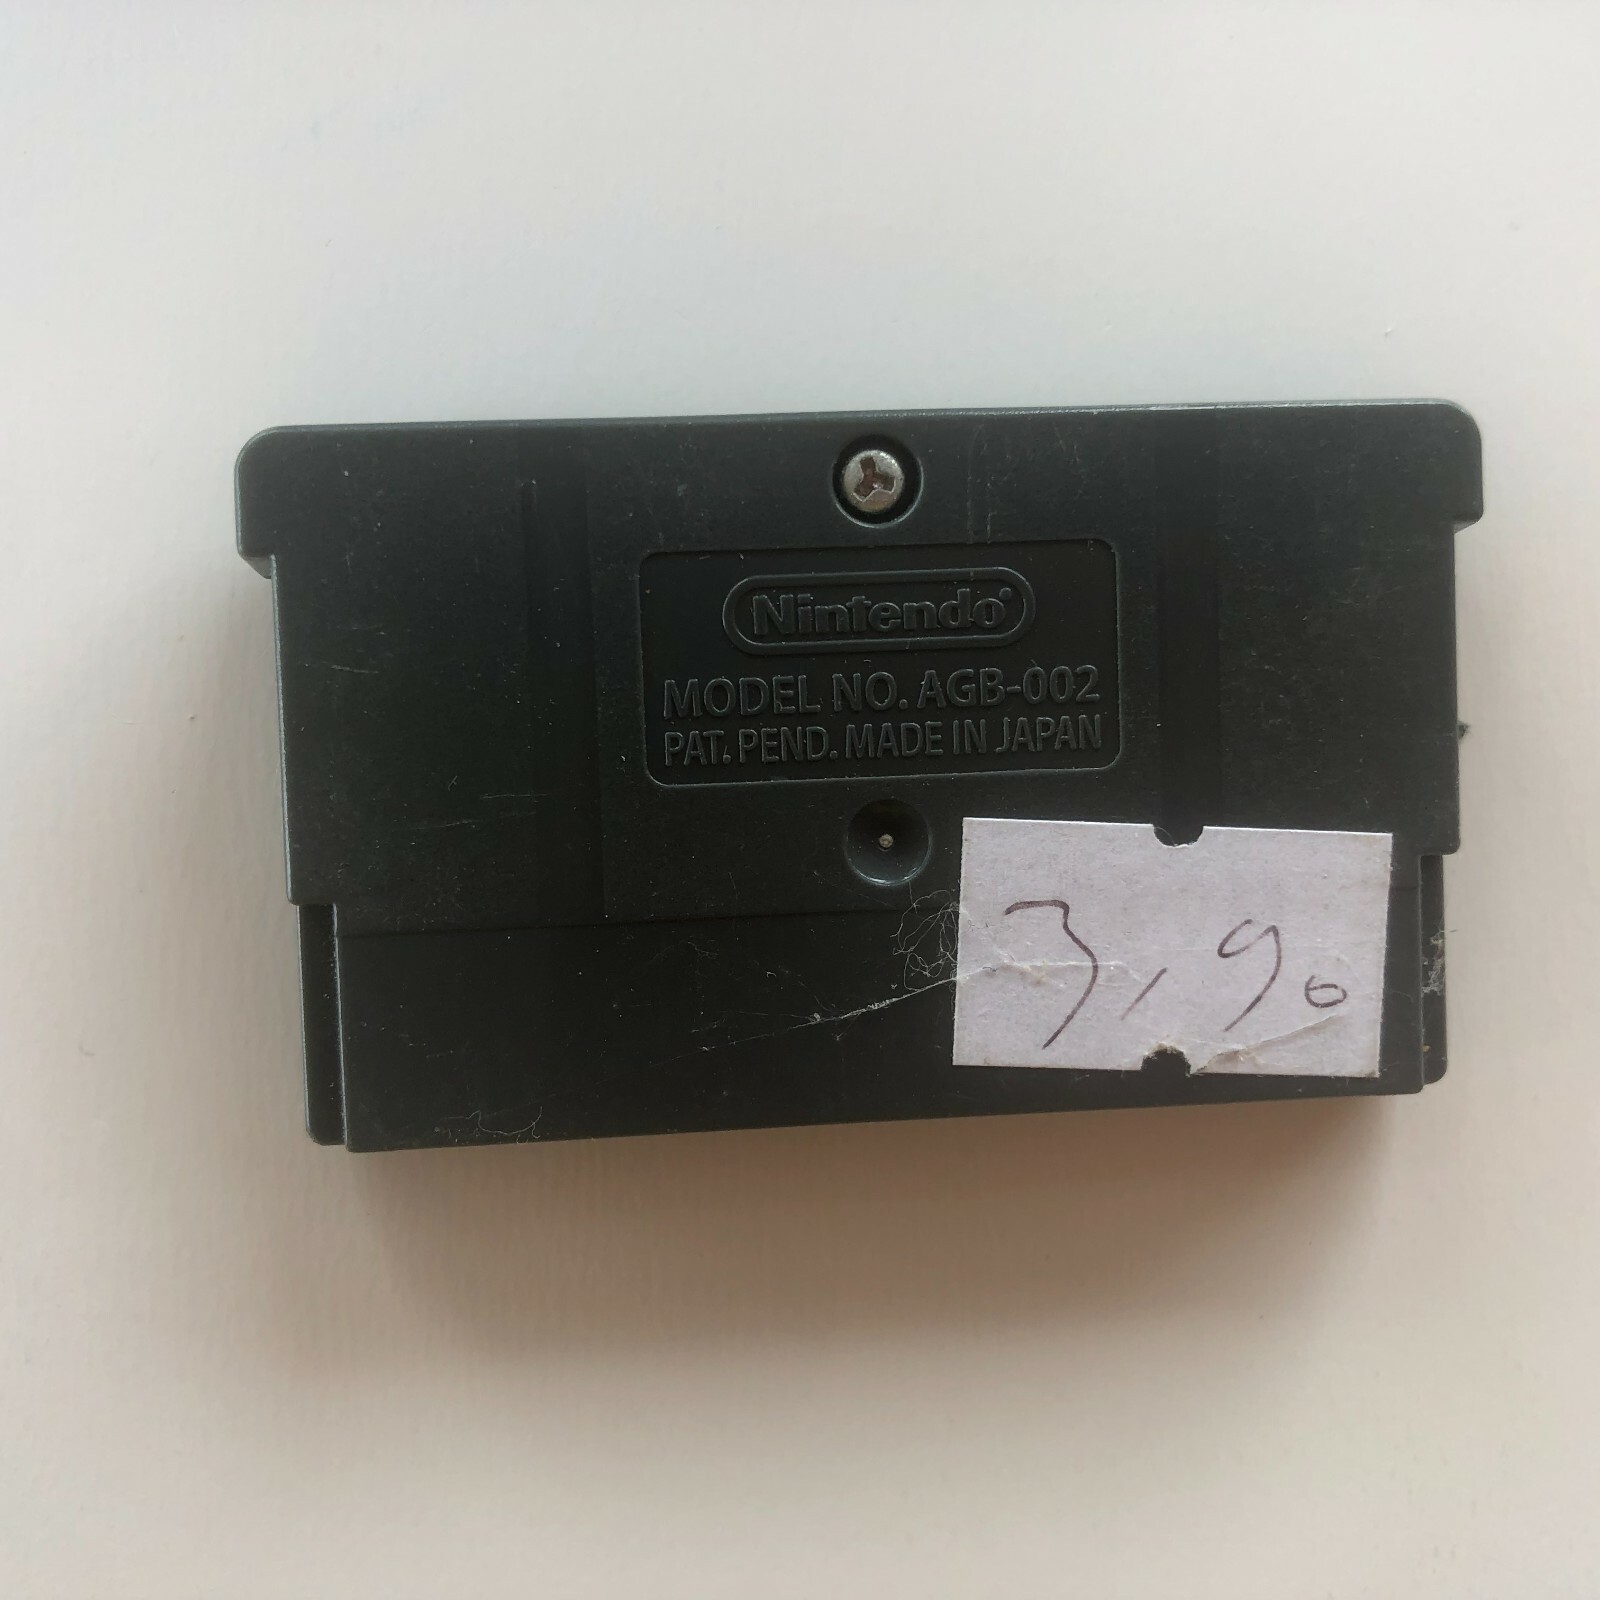 Nintendo®
MODEL NO. AGB-002
PAT. PEND. MADE IN JAPAN
3,90